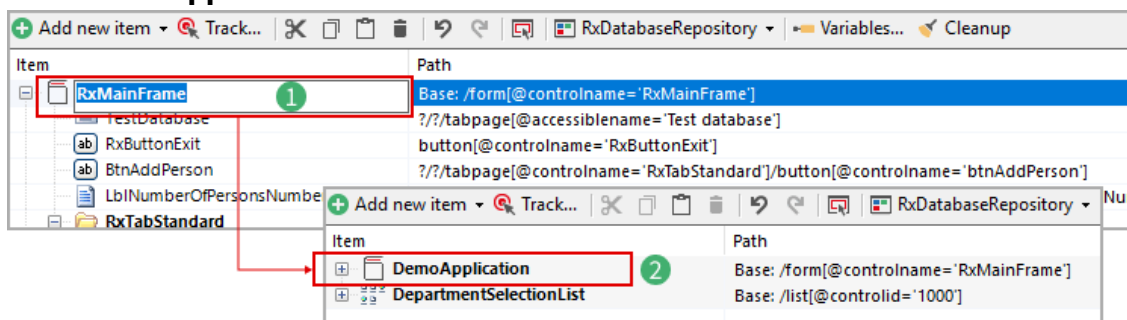 Add new item Track... RxDatabaseRepository Variables... Cleanup
Item Path
RxMainFrame 1 Base: /form[@controlname='RxMainFrame']
TestDatabase ?/?/tabpage[@accessiblename='Test database']
ab RxButtonExit button[@controlname='RxButtonExit']
ab BtnAddPerson ?/?/tabpage[@controlname='RxTabStandard']/button[@controlname='btnAddPerson']
LblNumberOfPersonsNumbe
RxTabStandard
Add new item Track... RxDatabaseRepository
Item Path
DemoApplication 2 Base: /form[@controlname='RxMainFrame']
DepartmentSelectionList Base: /list[@controlid='1000']